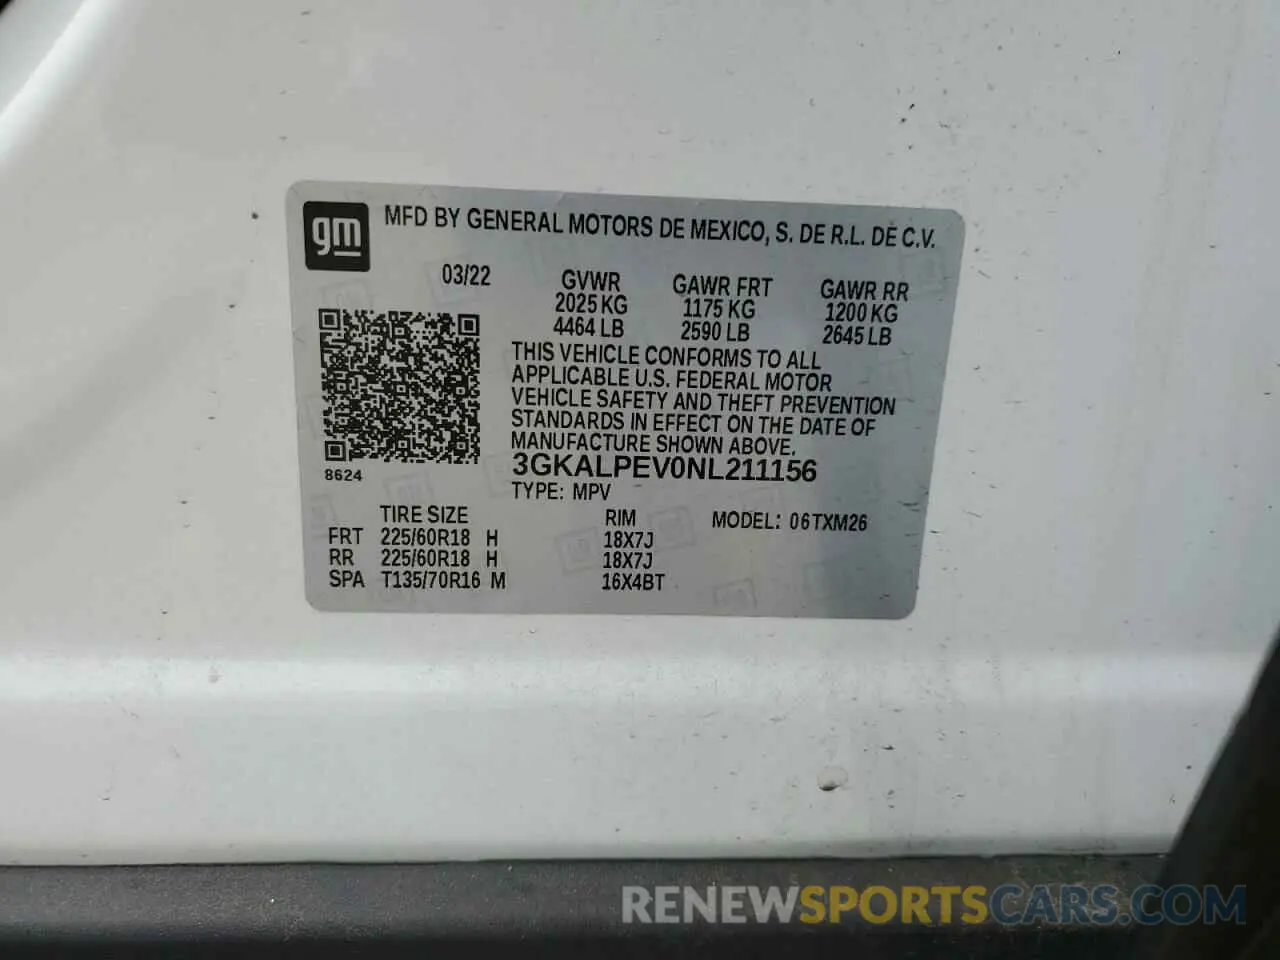 gm MFD BY GENERAL MOTORS DE MEXICO, S. DE R.L. DE C.V.
03/22 GVWR GAWR FRT GAWR RR
2025 KG 1175 KG 1200 KG
4464 LB 2590 LB 2645 LB
THIS VEHICLE CONFORMS TO ALL
APPLICABLE U.S. FEDERAL MOTOR
VEHICLE SAFETY AND THEFT PREVENTION
STANDARDS IN EFFECT ON THE DATE OF
MANUFACTURE SHOWN ABOVE.
8624 3GKALPEV0NL211156
TYPE: MPV
TIRE SIZE RIM MODEL: 06TXM26
FRT 225/60R18 H 18X7J
RR 225/60R18 H 18X7J
SPA T135/70R16 M 16X4BT
RENEWSPORTSCARS.COM